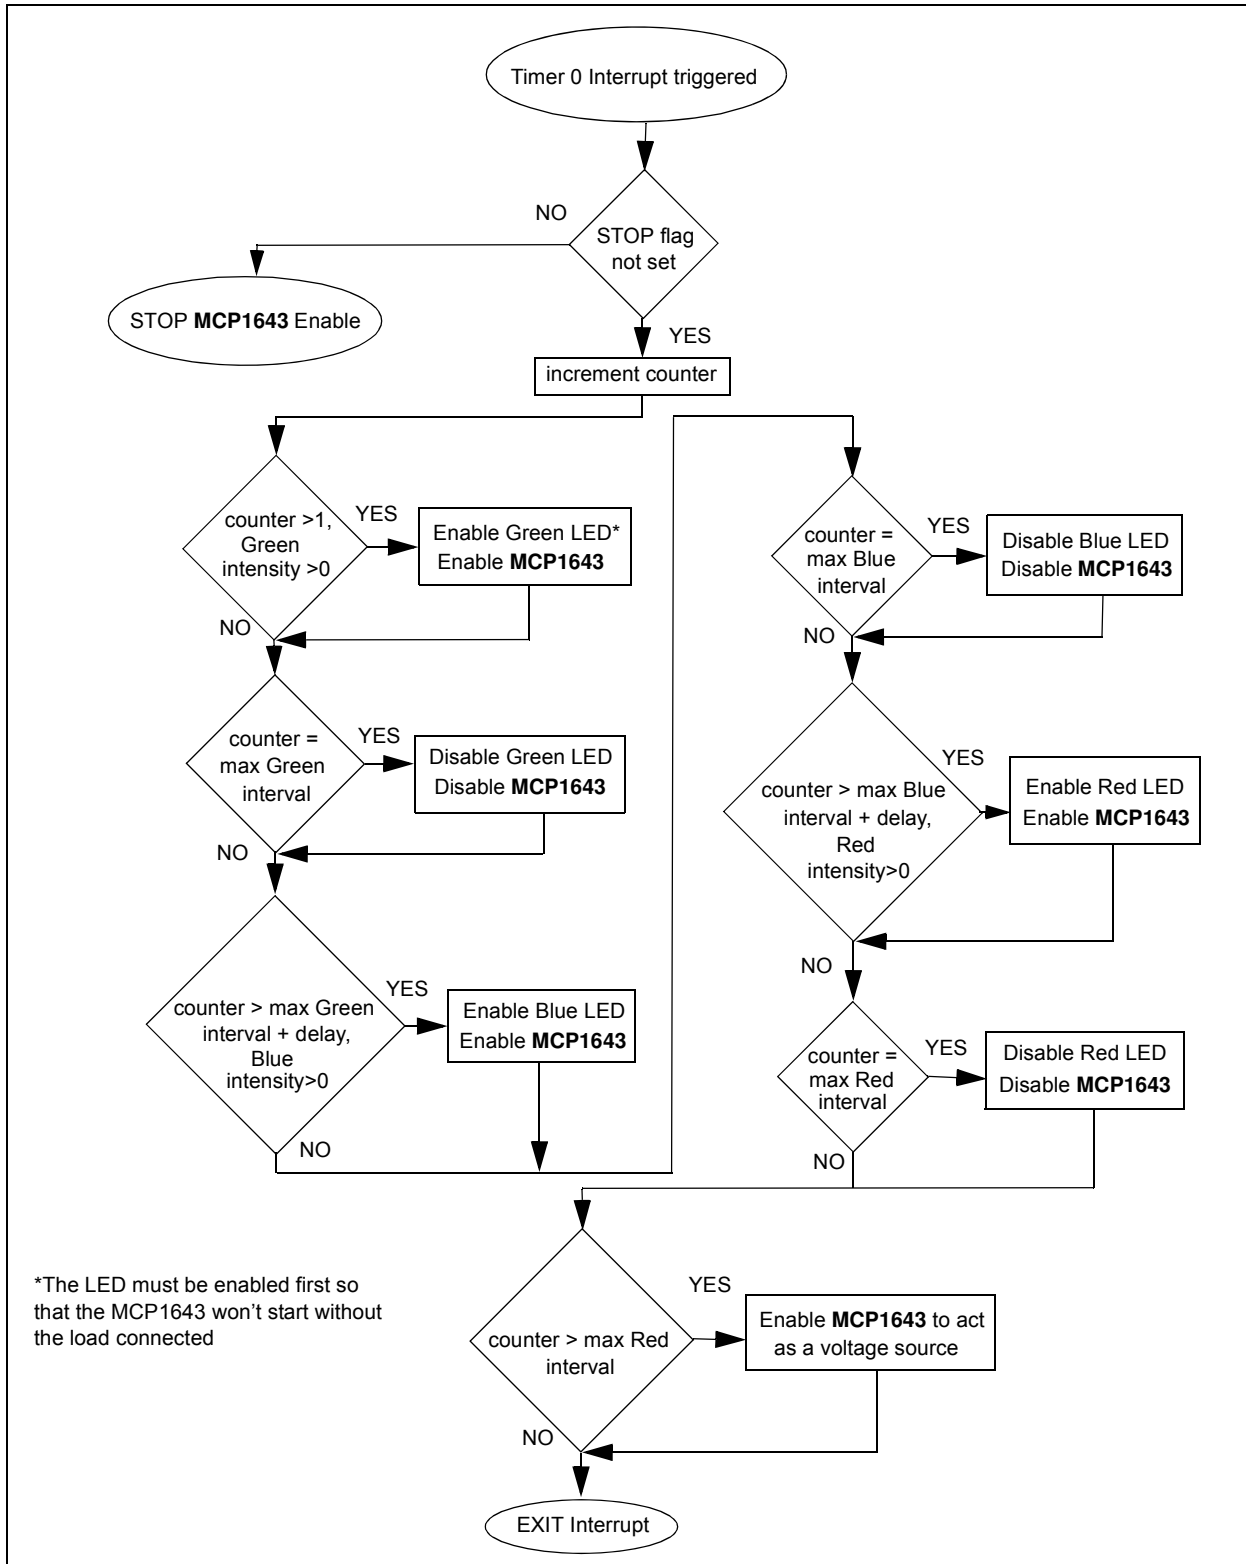 Timer 0 Interrupt triggered
NO
STOP flag
not set
STOP MCP1643 Enable
YES
increment counter
counter >1,
Green
intensity >0
YES
Enable Green LED*
Enable MCP1643
NO
counter =
max Green
interval
YES
Disable Green LED
Disable MCP1643
NO
counter > max Green
interval + delay,
Blue
intensity>0
YES
Enable Blue LED
Enable MCP1643
NO
counter =
max Blue
interval
YES
Disable Blue LED
Disable MCP1643
NO
counter > max Blue
interval + delay,
Red
intensity>0
YES
Enable Red LED
Enable MCP1643
NO
counter =
max Red
interval
YES
Disable Red LED
Disable MCP1643
NO
counter > max Red
interval
YES
Enable MCP1643 to act
as a voltage source
NO
EXIT Interrupt
*The LED must be enabled first so
that the MCP1643 won't start without
the load connected